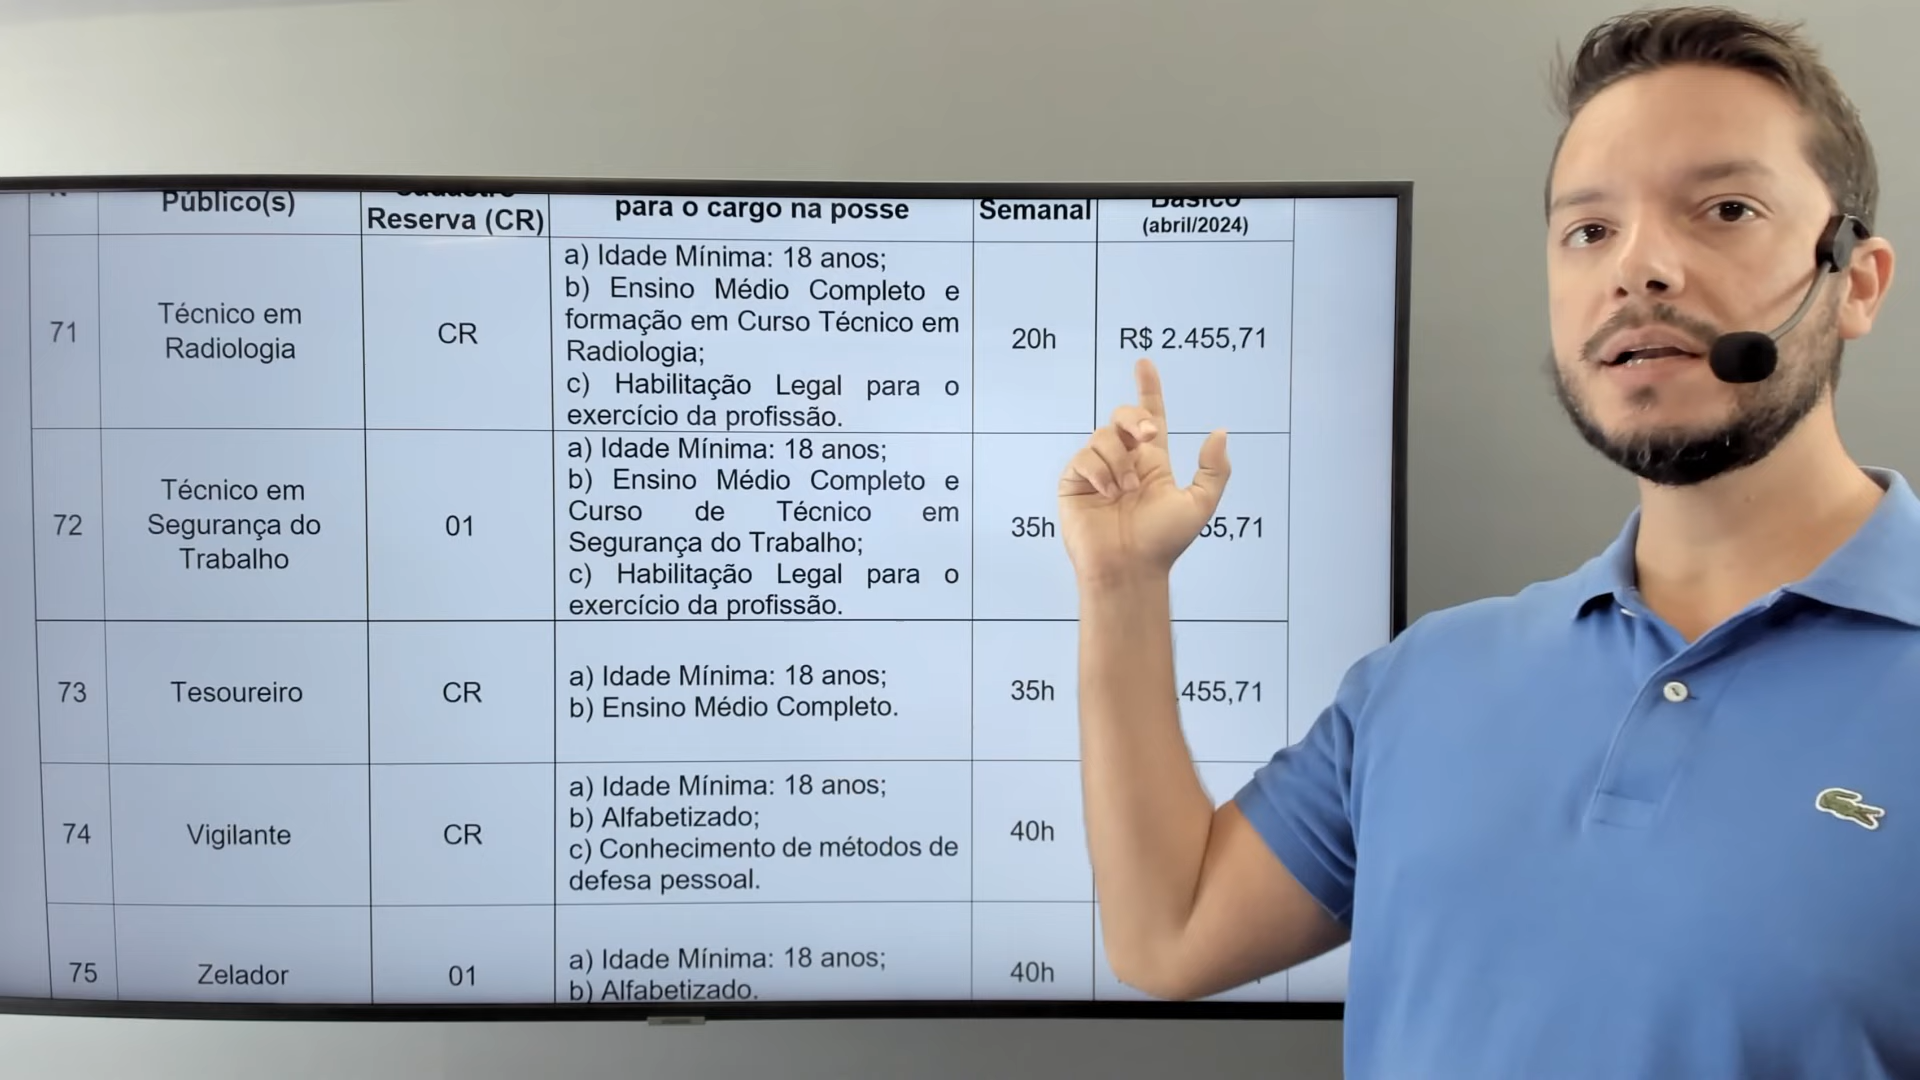 Público(s)
Reserva (CR)
para o cargo na posse
Semanal
Básico
(abril/2024)
71
Técnico em
Radiologia
CR
a) Idade Mínima: 18 anos;
b) Ensino Médio Completo e
formação em Curso Técnico em
Radiologia;
c) Habilitação Legal para o
exercício da profissão.
20h
R$ 2.455,71
72
Técnico em
Segurança do
Trabalho
01
a) Idade Mínima: 18 anos;
b) Ensino Médio Completo e
Curso de Técnico em
Segurança do Trabalho;
c) Habilitação Legal para o
exercício da profissão.
35h
55,71
73
Tesoureiro
CR
a) Idade Mínima: 18 anos;
b) Ensino Médio Completo.
35h
.455,71
74
Vigilante
CR
a) Idade Mínima: 18 anos;
b) Alfabetizado;
c) Conhecimento de métodos de
defesa pessoal.
40h
75
Zelador
01
a) Idade Mínima: 18 anos;
b) Alfabetizado.
40h